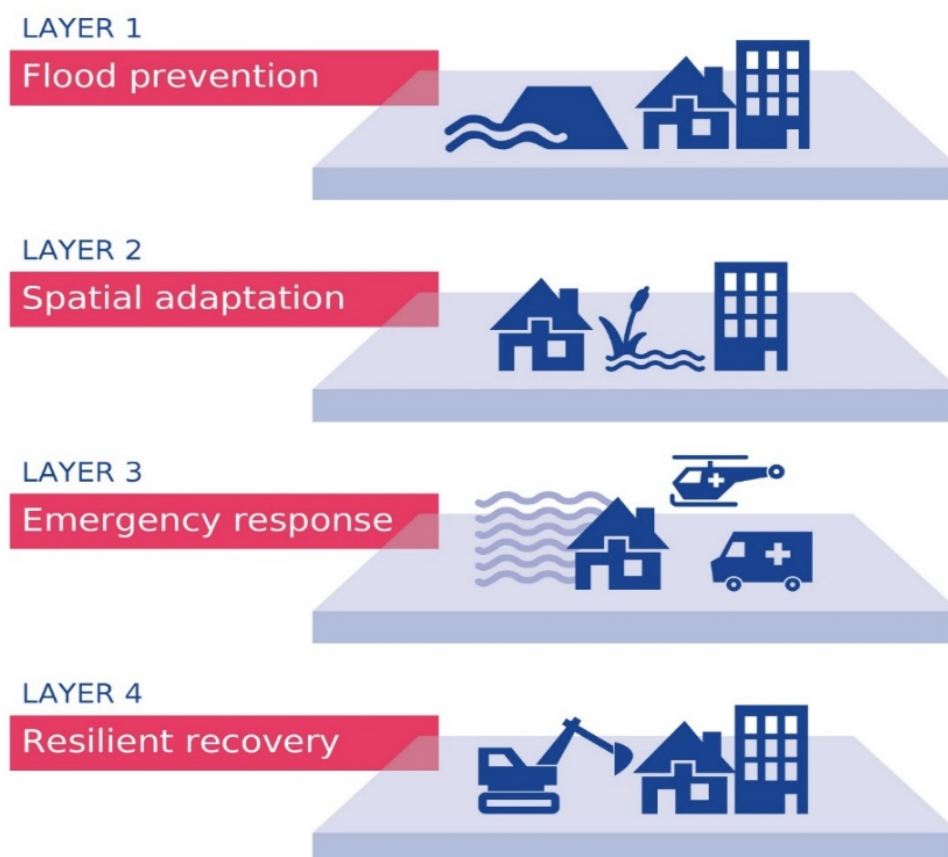 LAYER 1
Flood prevention
LAYER 2
Spatial adaptation
LAYER 3
Emergency response
LAYER 4
Resilient recovery